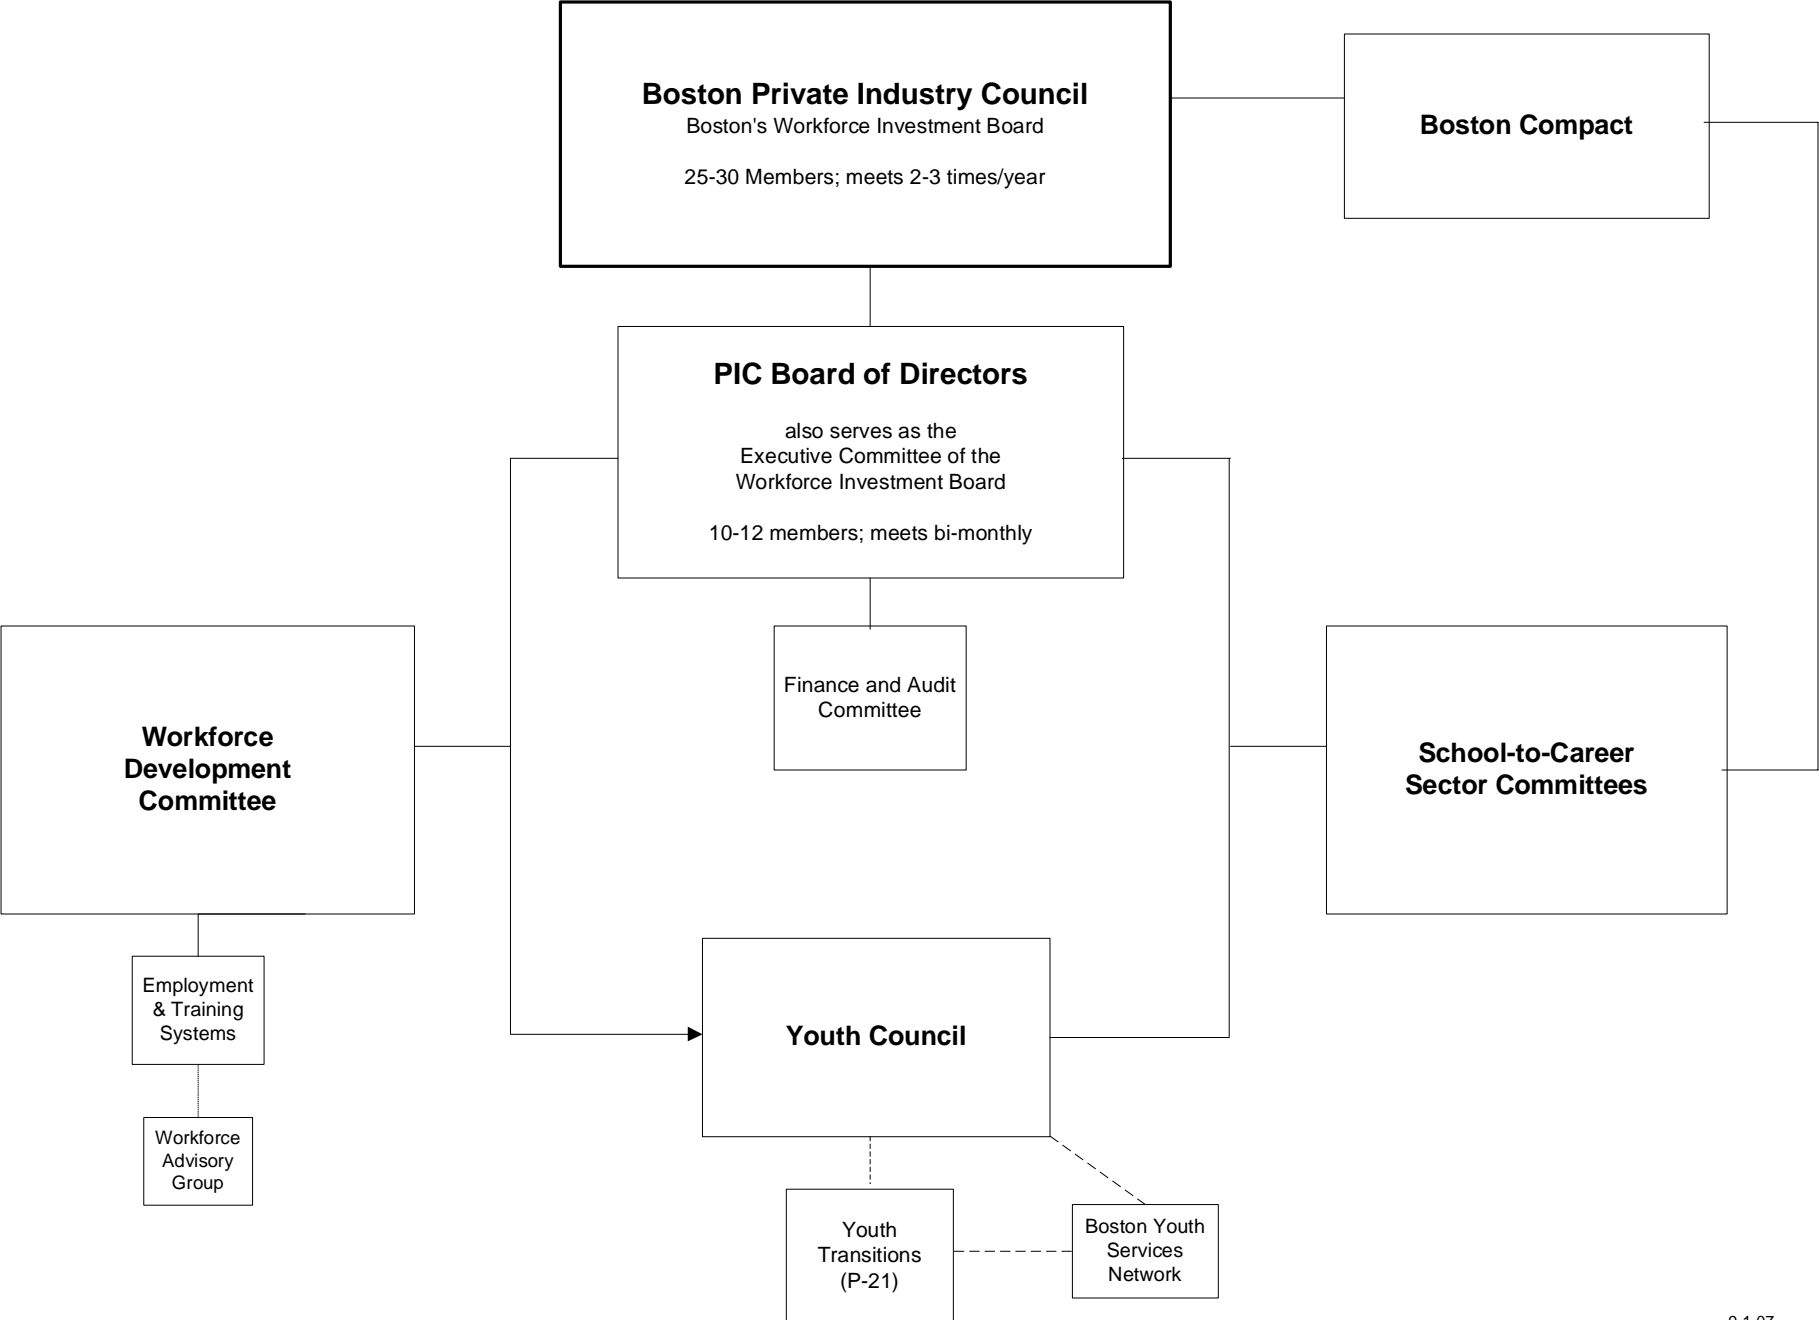 Boston Private Industry Council
Boston's Workforce Investment Board
25-30 Members; meets 2-3 times/year
Boston Compact
PIC Board of Directors
also serves as the
Executive Committee of the
Workforce Investment Board
10-12 members; meets bi-monthly
Finance and Audit
Committee
Workforce
Development
Committee
School-to-Career
Sector Committees
Employment
& Training
Systems
Workforce
Advisory
Group
Youth Council
Youth
Transitions
(P-21)
Boston Youth
Services
Network